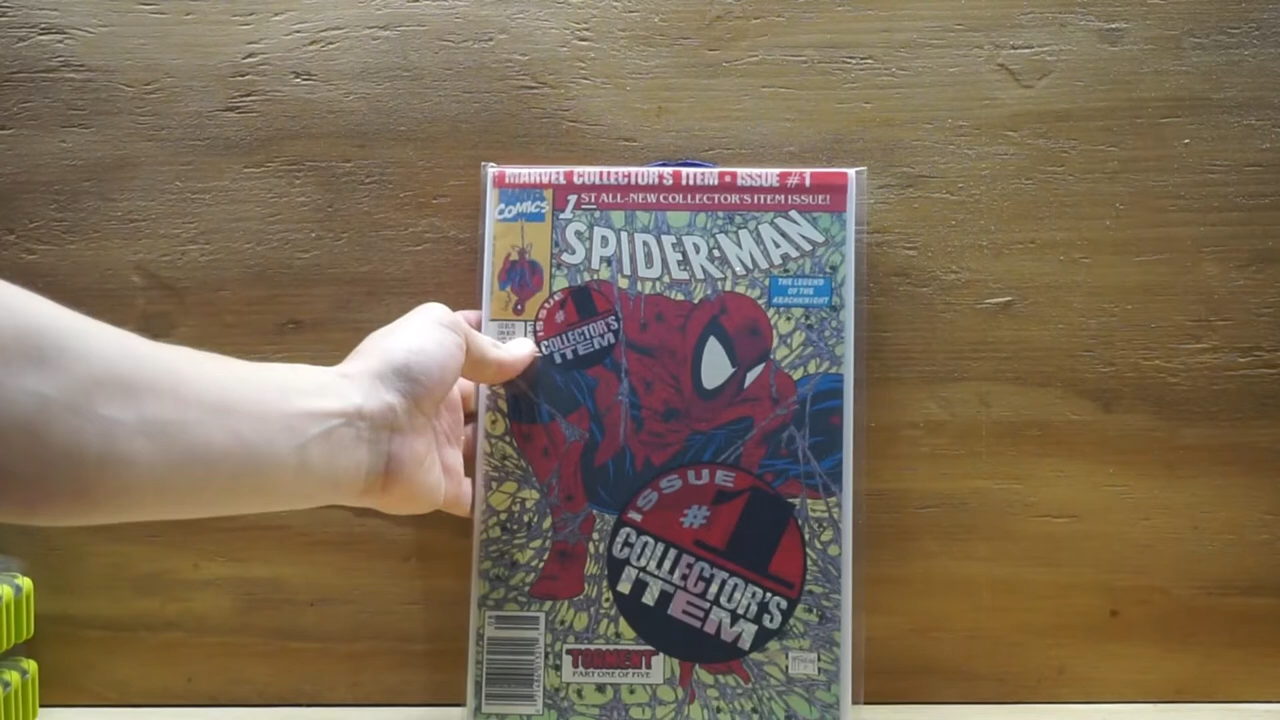 MARVEL COLLECTOR'S ITEM • ISSUE #1
1ST ALL-NEW COLLECTOR'S ITEM ISSUE!
MARVEL
COMICS
SPIDER-MAN
THE LEGEND
OF THE
ARACHKNIGHT
ISSUE
#1
COLLECTOR'S
ITEM
ISSUE
#1
COLLECTOR'S
ITEM
TORMENT
PART ONE OF FIVE